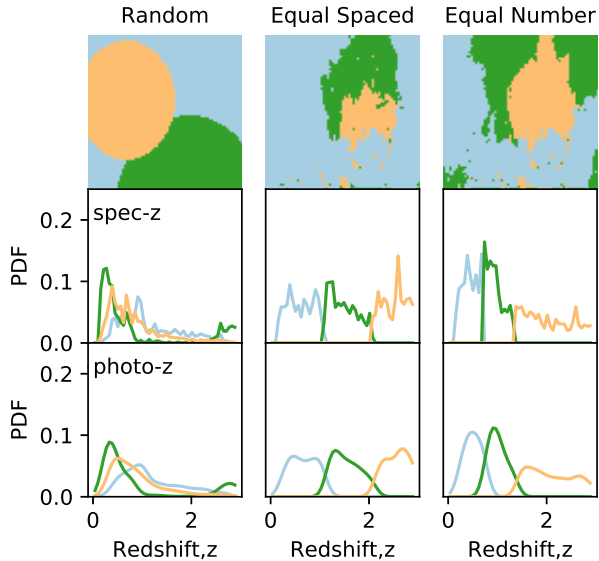 Random Equal Spaced Equal Number
spec-z
PDF
0.2
0.1
0.0
photo-z
PDF
0.2
0.1
0.0
0 2 0 2 0 2
Redshift,z Redshift,z Redshift,z